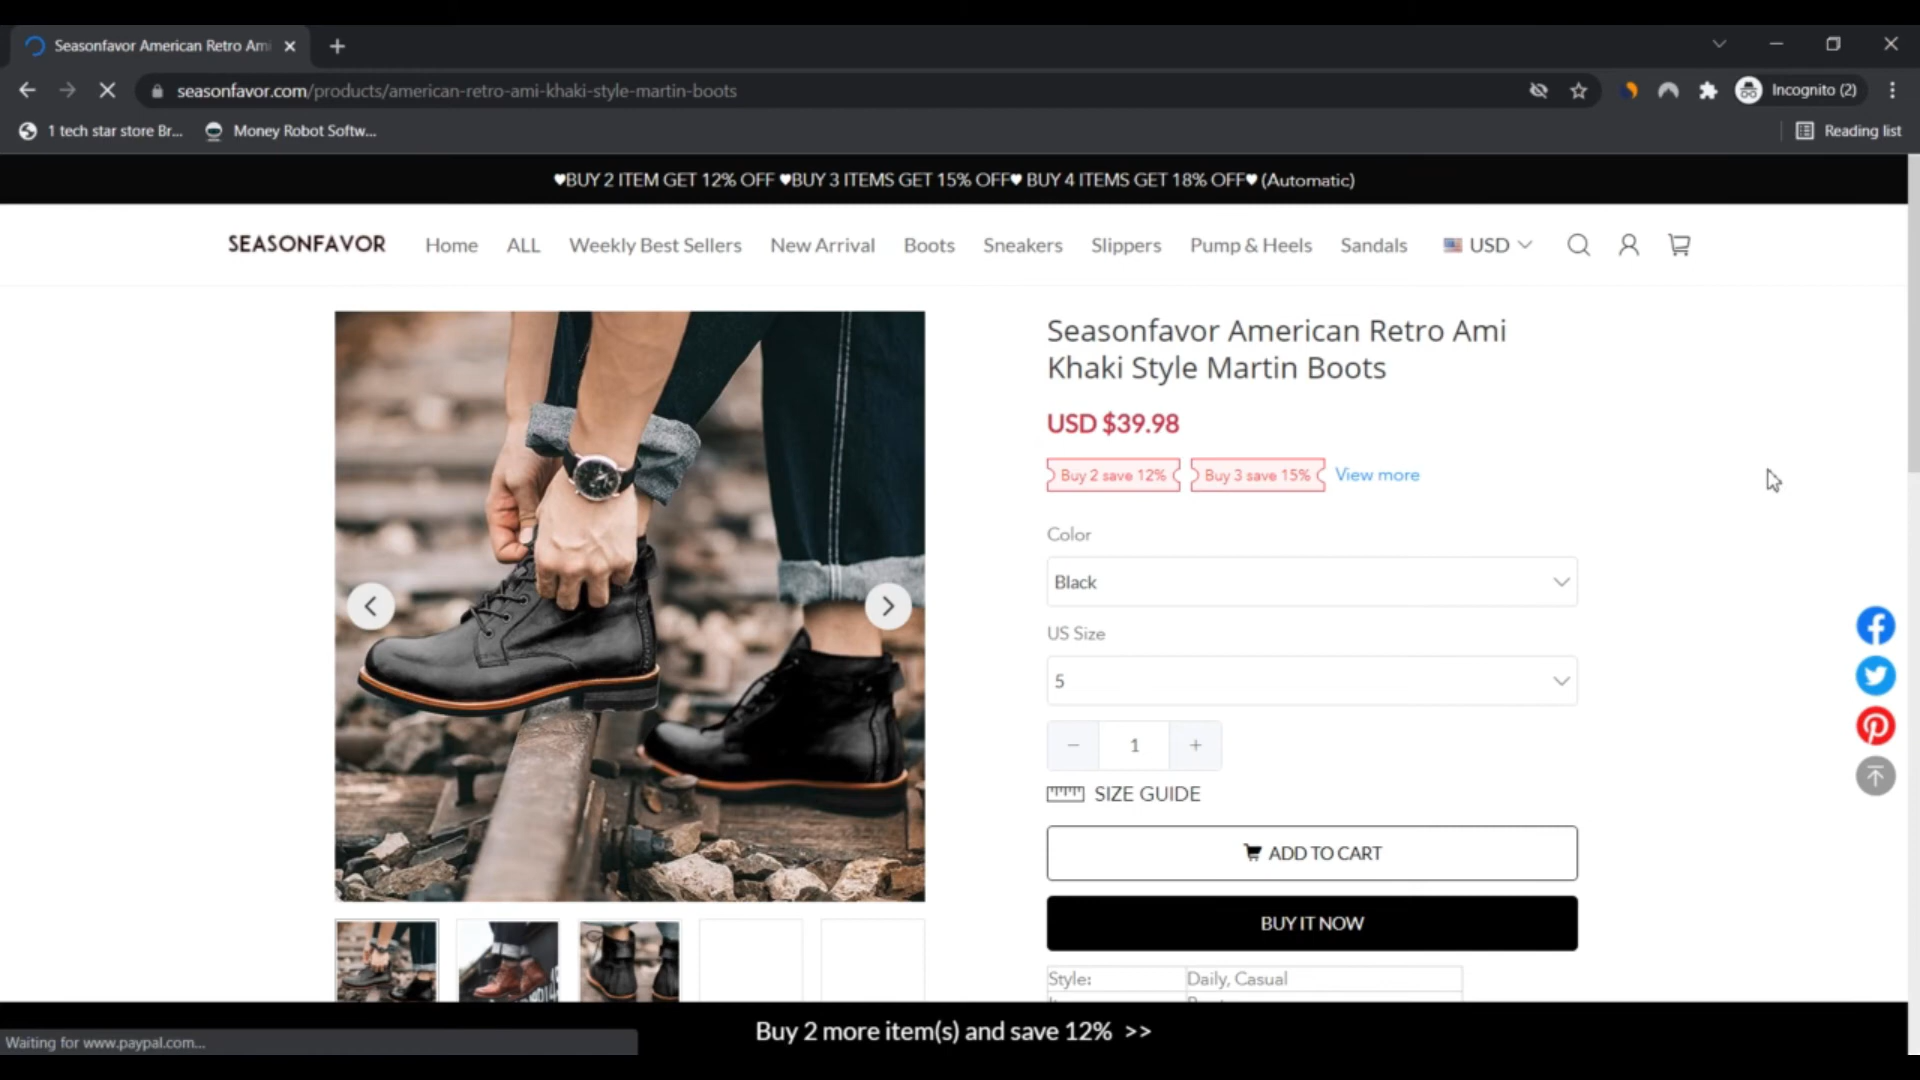 Seasonfavor American Retro Ami
seasonfavor.com/products/american-retro-ami-khaki-style-martin-boots
Incognito (2)
1 tech star store Br...
Money Robot Softw...
Reading list
♥BUY 2 ITEM GET 12% OFF ♥BUY 3 ITEMS GET 15% OFF♥ BUY 4 ITEMS GET 18% OFF♥ (Automatic)
SEASONFAVOR
Home
ALL
Weekly Best Sellers
New Arrival
Boots
Sneakers
Slippers
Pump & Heels
Sandals
USD
Seasonfavor American Retro Ami
Khaki Style Martin Boots
USD $39.98
Buy 2 save 12%
Buy 3 save 15%
View more
Color
Black
US Size
5
− 1 +
SIZE GUIDE
ADD TO CART
BUY IT NOW
Style: Daily, Casual
Buy 2 more item(s) and save 12% >>
Waiting for www.paypal.com...